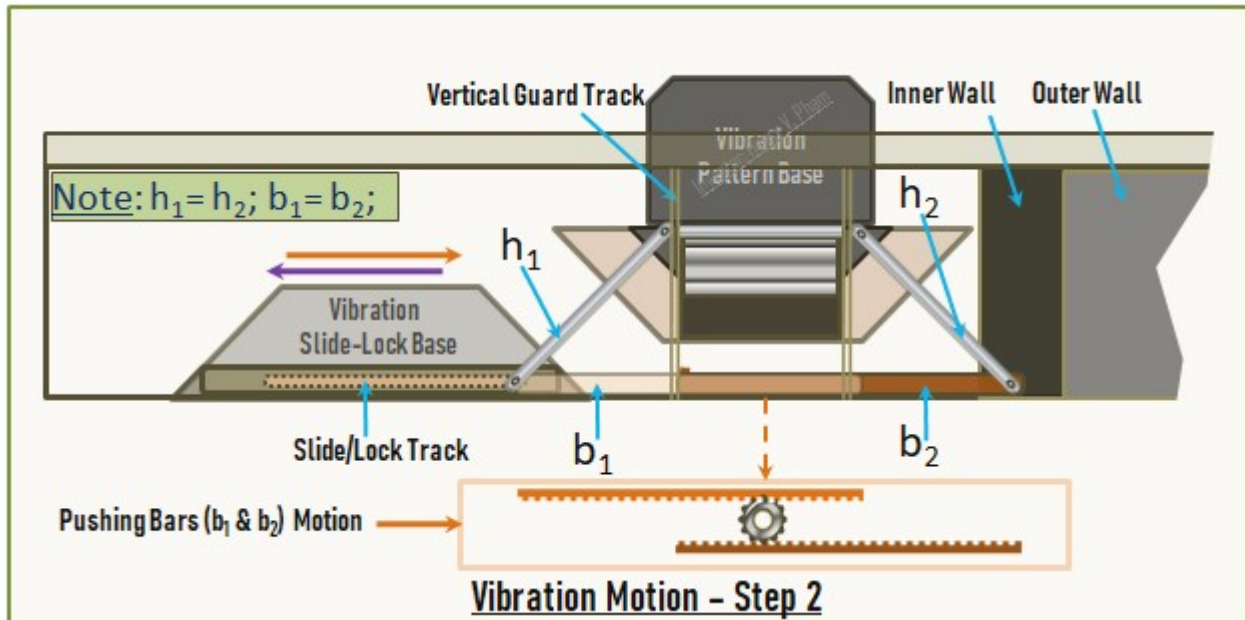 Vertical Guard Track
Inner Wall
Outer Wall
Vibration
Pattern Base
Note: h₁= h₂; b₁= b₂;
h₁
h₂
Vibration
Slide-Lock Base
Slide/Lock Track
b₁
b₂
Pushing Bars (b₁ & b₂) Motion
Vibration Motion – Step 2